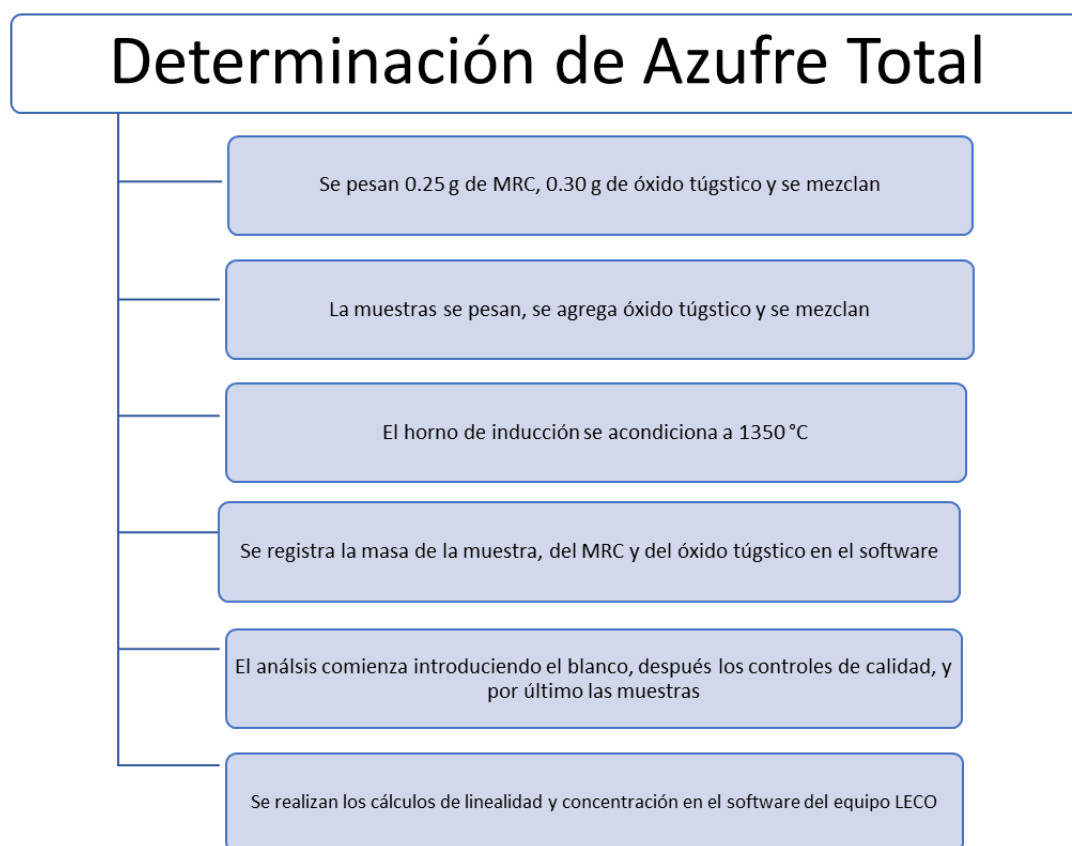 Determinación de Azufre Total
Se pesan 0.25 g de MRC, 0.30 g de óxido túgstico y se mezclan
La muestras se pesan, se agrega óxido túgstico y se mezclan
El horno de inducción se acondiciona a 1350 °C
Se registra la masa de la muestra, del MRC y del óxido túgstico en el software
El análsis comienza introduciendo el blanco, después los controles de calidad, y
por último las muestras
Se realizan los cálculos de linealidad y concentración en el software del equipo LECO